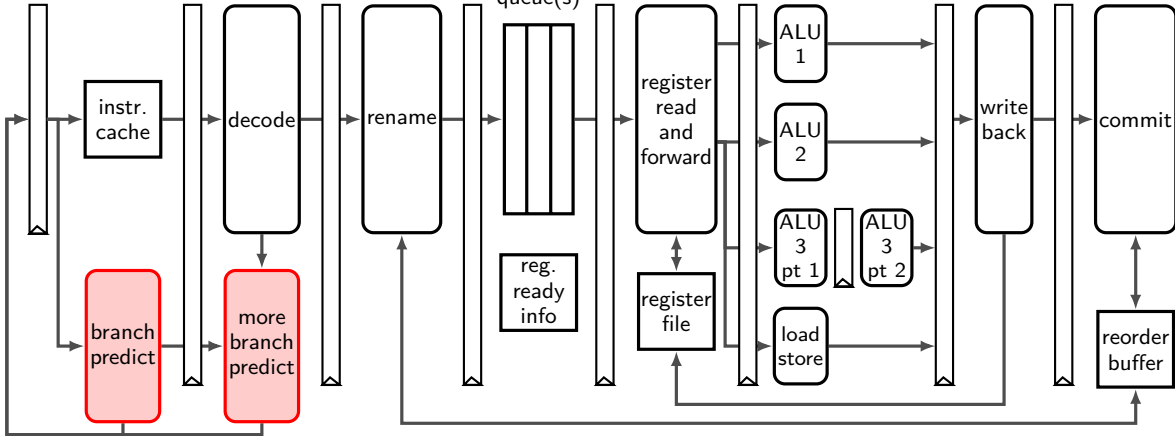 queue(s)
instr.
cache
decode
rename
register
read
and
forward
ALU
1
ALU
2
ALU
3
pt 1
ALU
3
pt 2
load
store
write
back
commit
reg.
ready
info
register
file
branch
predict
more
branch
predict
reorder
buffer